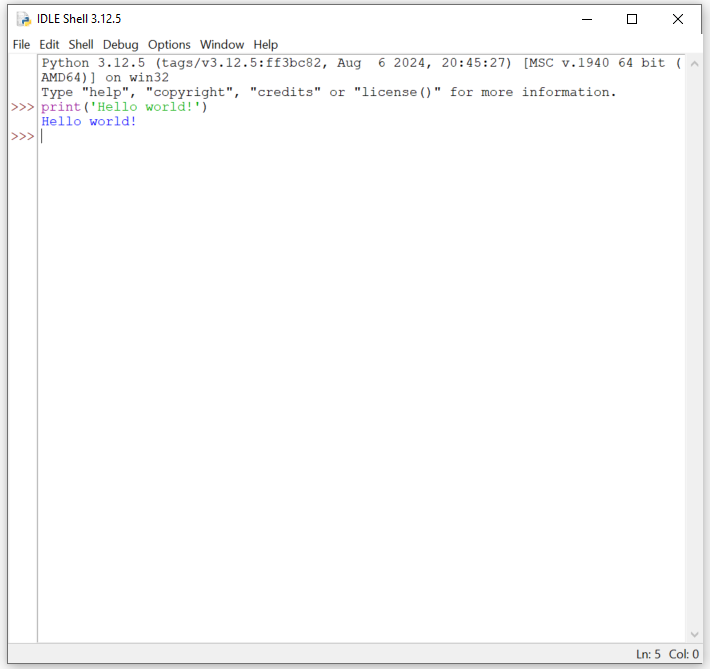 IDLE Shell 3.12.5
File Edit Shell Debug Options Window Help
Python 3.12.5 (tags/v3.12.5:ff3bc82, Aug  6 2024, 20:45:27) [MSC v.1940 64 bit (
AMD64)] on win32
Type "help", "copyright", "credits" or "license()" for more information.
>>> print('Hello world!')
Hello world!
>>>
Ln: 5 Col: 0